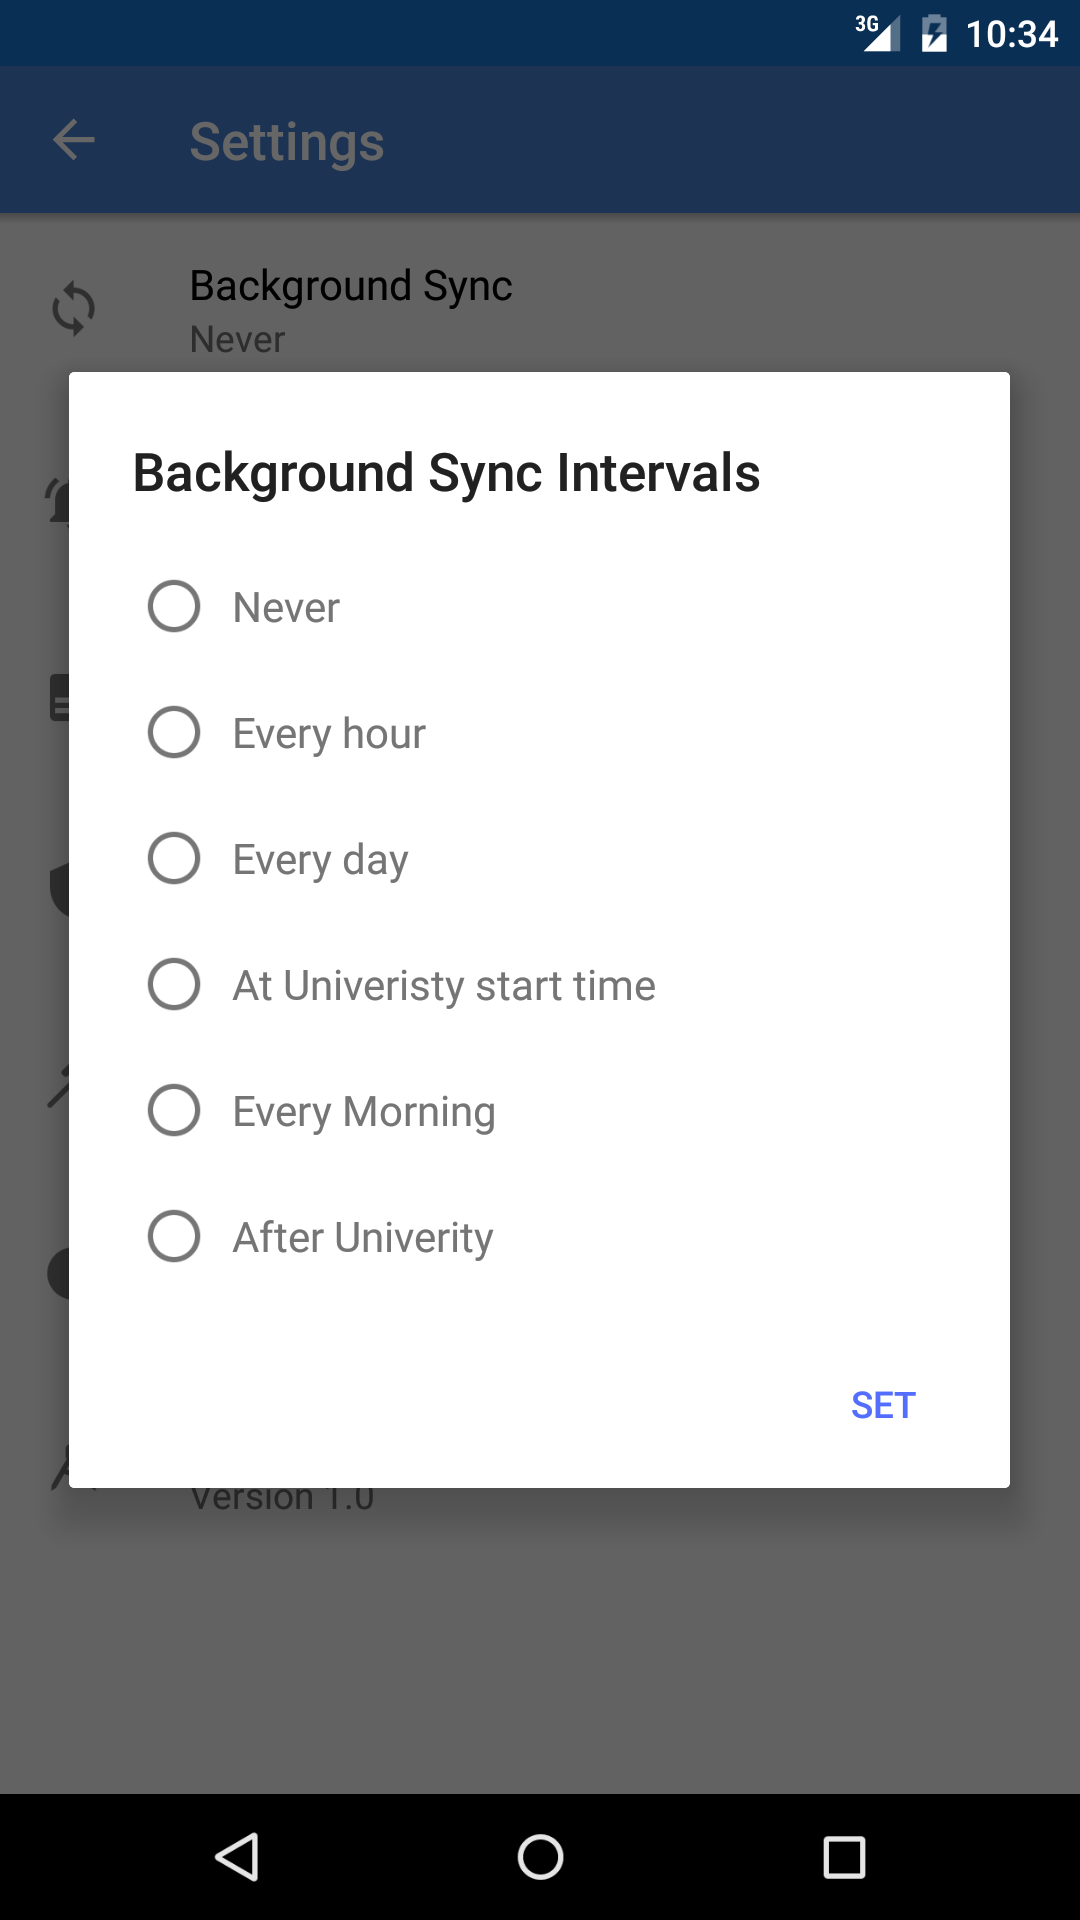 3G 10:34
Settings
Background Sync
Never
Background Sync Intervals
Never
Every hour
Every day
At Univeristy start time
Every Morning
After Univerity
SET
Version 1.0